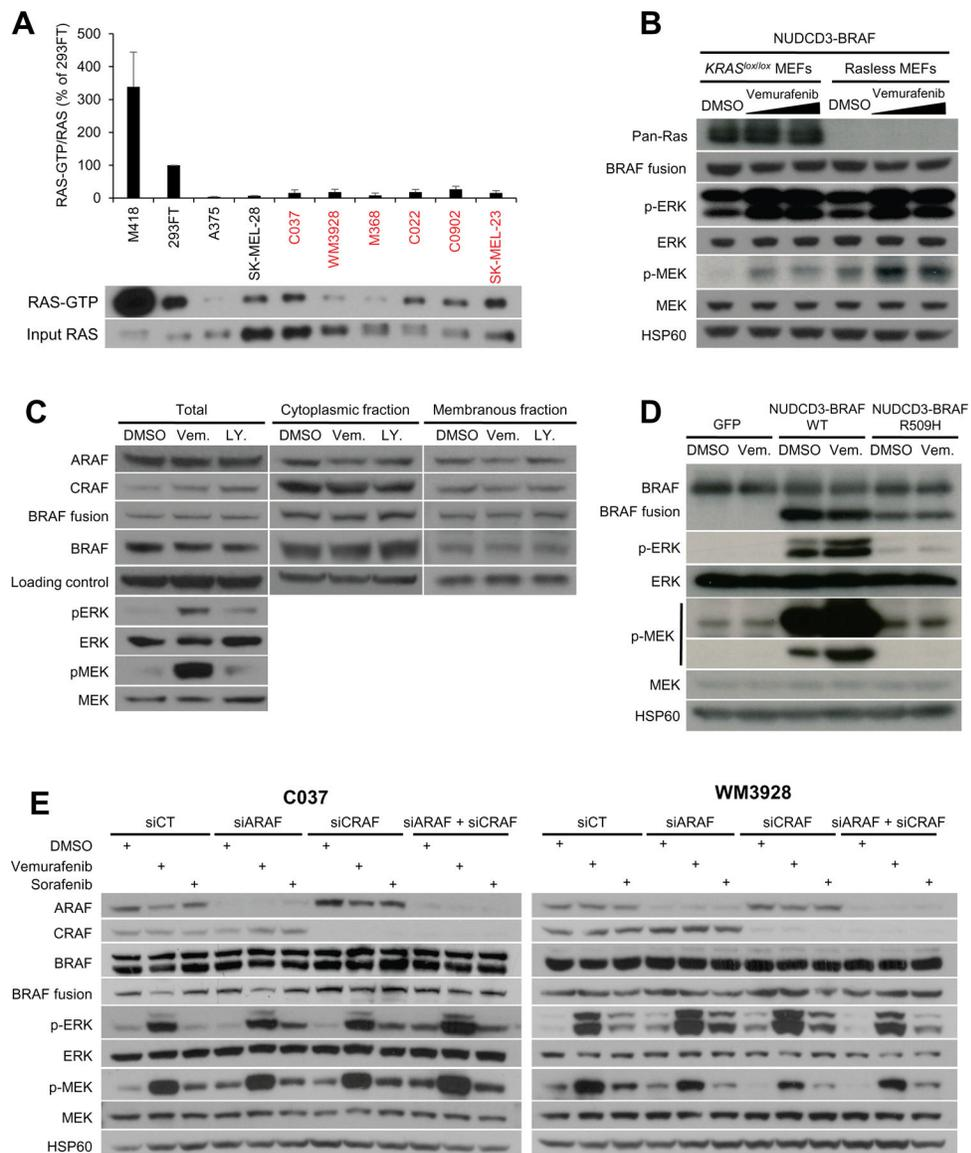 A
RAS-GTP/RAS (% of 293FT)
500
400
300
200
100
0
M418
293FT
A375
SK-MEL-28
C037
WM3928
M368
C022
C0902
SK-MEL-23
RAS-GTP
Input RAS
B
NUDCD3-BRAF
KRASlox/lox MEFs Rasless MEFs
DMSO Vemurafenib DMSO Vemurafenib
Pan-Ras
BRAF fusion
p-ERK
ERK
p-MEK
MEK
HSP60
C
Total Cytoplasmic fraction Membranous fraction
DMSO Vem. LY. DMSO Vem. LY. DMSO Vem. LY.
ARAF
CRAF
BRAF fusion
BRAF
Loading control
pERK
ERK
pMEK
MEK
D
GFP NUDCD3-BRAF WT NUDCD3-BRAF R509H
DMSO Vem. DMSO Vem. DMSO Vem.
BRAF
BRAF fusion
p-ERK
ERK
p-MEK
MEK
HSP60
E
C037 WM3928
siCT siARAF siCRAF siARAF + siCRAF siCT siARAF siCRAF siARAF + siCRAF
DMSO + + + + + + + +
Vemurafenib + + + + + + + +
Sorafenib + + + + + + + +
ARAF
CRAF
BRAF
BRAF fusion
p-ERK
ERK
p-MEK
MEK
HSP60